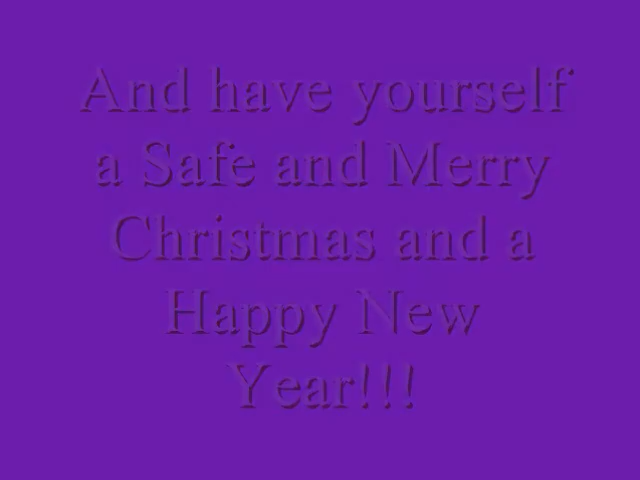 And have yourself
a Safe and Merry
Christmas and a
Happy New
Year!!!